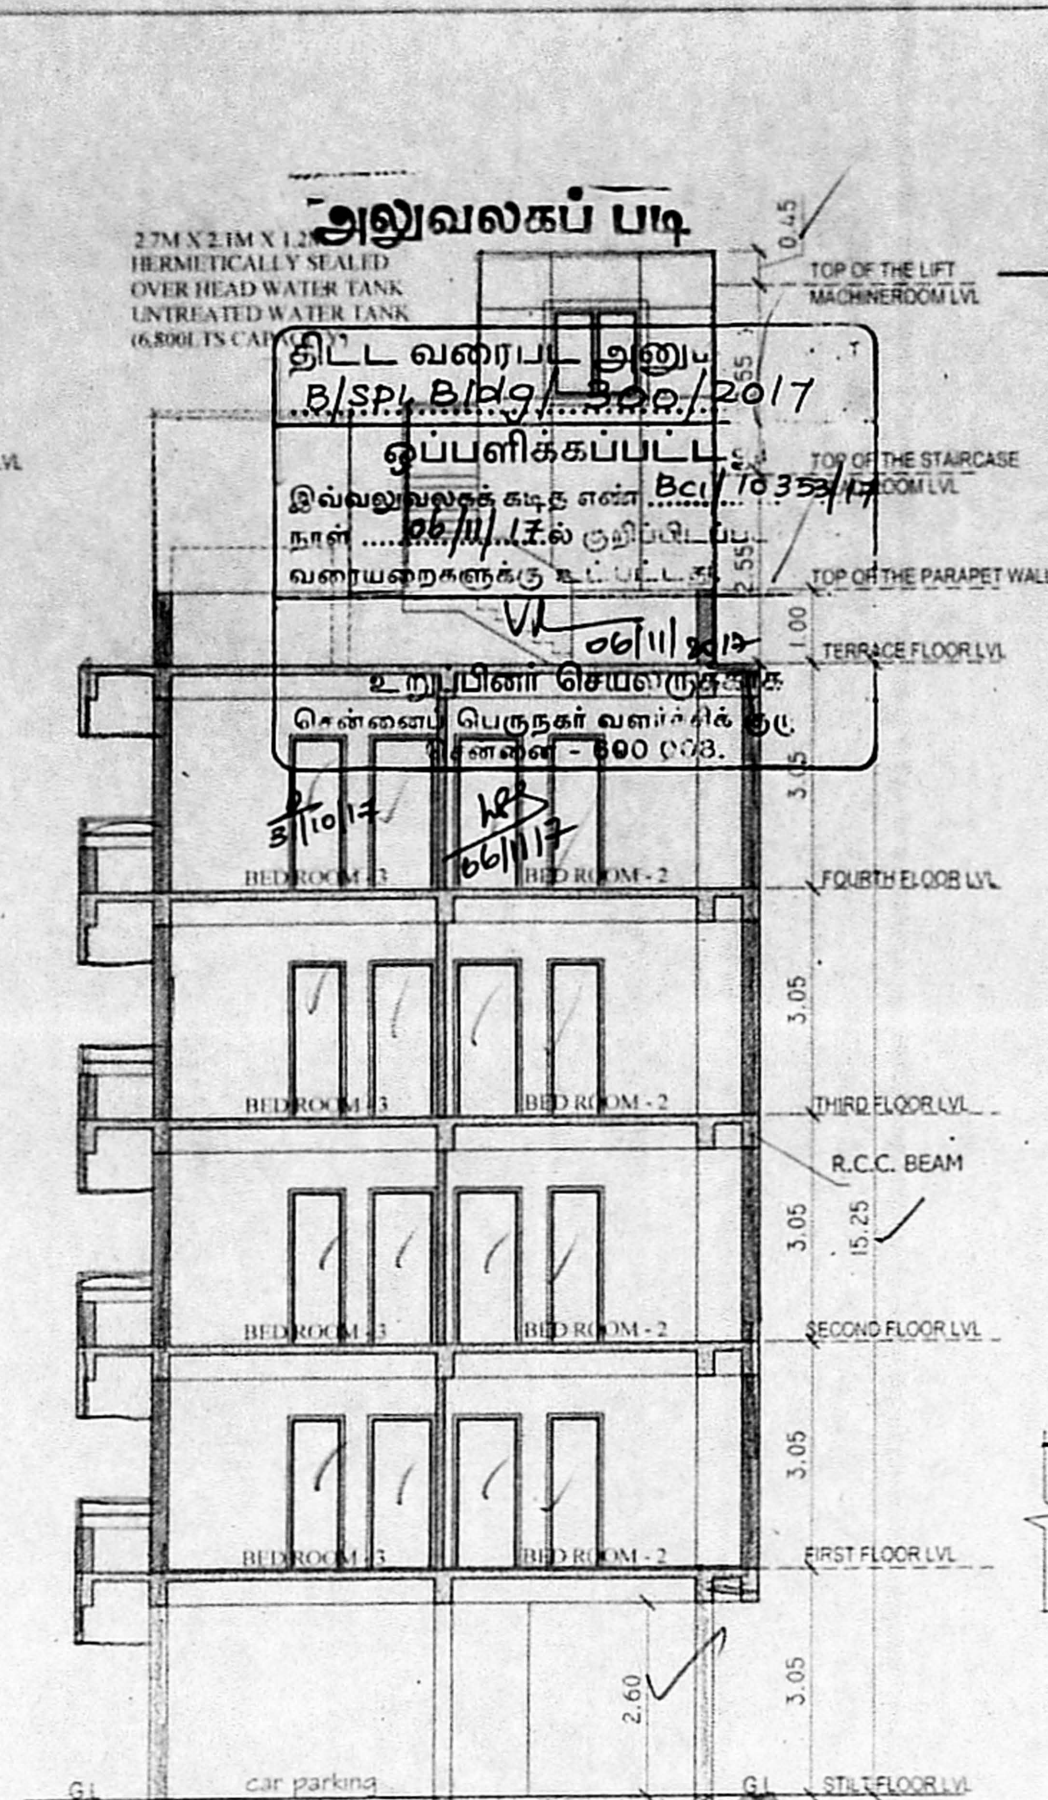 அலுவலகப் படி
0.45
2.7M X 2.1M X 1.2
HERMETICALLY SEALED
OVER HEAD WATER TANK
UNTREATED WATER TANK
TOP OF THE LIFT
MACHINEROOM LVL
திட்ட வரைபட அனு
B/SPL Bldg/ 300/2017
ஒப்பளிக்கப்பட்ட
LVL
TOP OF THE STAIRCASE
இவ்வலுவலகக் கடித எண் BC1/10353/17
நாள் 06/11/17ல் குறிப்பிடப்ப
வரையறைகளுக்கு உட்பட்டது
2.55
TOP OF THE PARAPET WALL
06/11/2017
1.00
TERRACE FLOOR LVL
உறுப்பினர் செயலருக்காக
சென்னைப் பெருநகர் வளர்ச்சிக் குழு
சென்னை - 600 008.
3.05
31/10/17
06/11/17
BED ROOM - 3
BED ROOM - 2
FOURTH FLOOR LVL
3.05
BED ROOM - 3
BED ROOM - 2
THIRD FLOOR LVL
R.C.C. BEAM
3.05
15.25
BED ROOM - 3
BED ROOM - 2
SECOND FLOOR LVL
3.05
BED ROOM - 3
BED ROOM - 2
FIRST FLOOR LVL
2.60
3.05
G.L
car parking
G.L
STILT FLOOR LVL